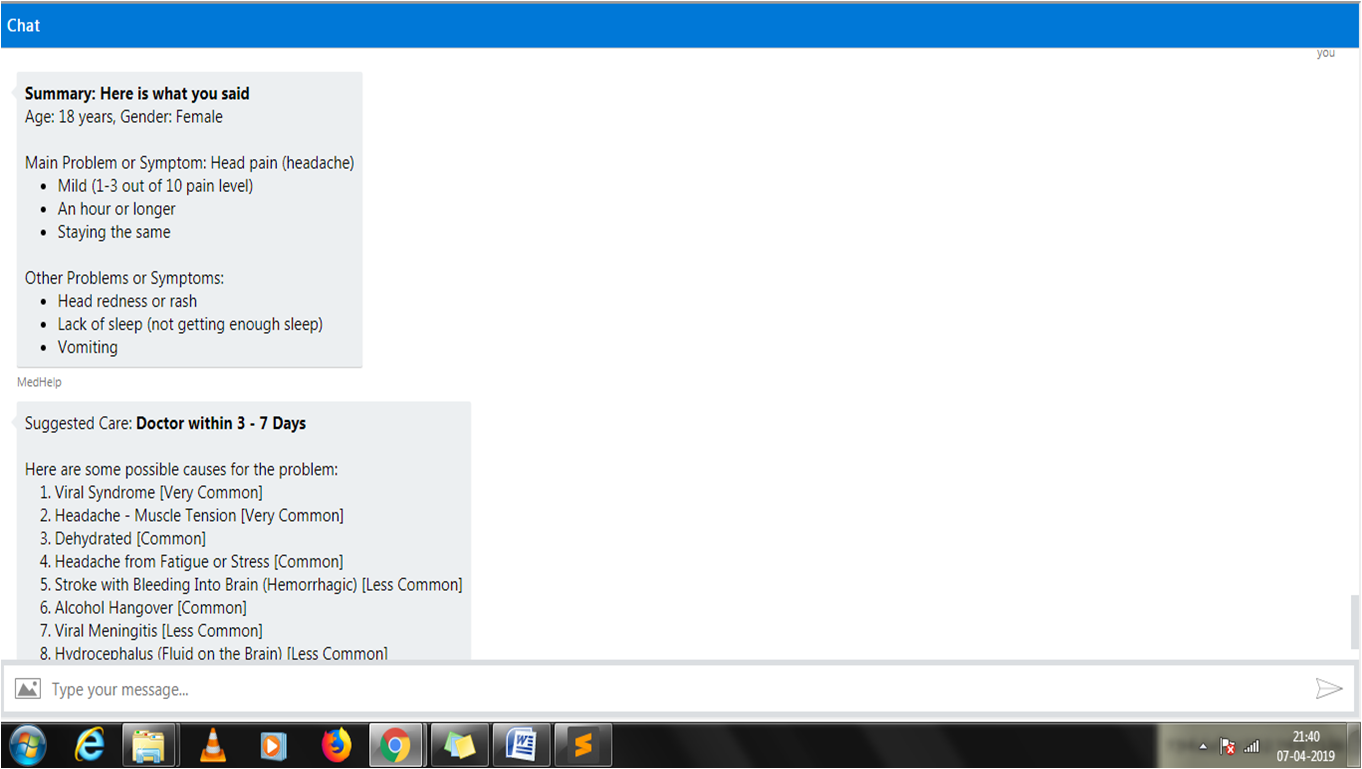 Chat
you
Summary: Here is what you said
Age: 18 years, Gender: Female
Main Problem or Symptom: Head pain (headache)
• Mild (1-3 out of 10 pain level)
• An hour or longer
• Staying the same
Other Problems or Symptoms:
• Head redness or rash
• Lack of sleep (not getting enough sleep)
• Vomiting
MedHelp
Suggested Care: Doctor within 3 - 7 Days
Here are some possible causes for the problem:
1. Viral Syndrome [Very Common]
2. Headache - Muscle Tension [Very Common]
3. Dehydrated [Common]
4. Headache from Fatigue or Stress [Common]
5. Stroke with Bleeding Into Brain (Hemorrhagic) [Less Common]
6. Alcohol Hangover [Common]
7. Viral Meningitis [Less Common]
8. Hydrocephalus (Fluid on the Brain) [Less Common]
Type your message...
21:40
07-04-2019